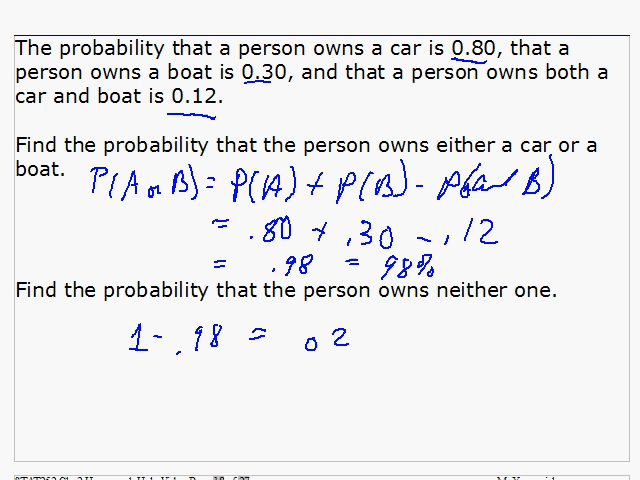 The probability that a person owns a car is 0.80, that a
person owns a boat is 0.30, and that a person owns both a
car and boat is 0.12.
Find the probability that the person owns either a car or a
boat.
P(A or B) = P(A) + P(B) - P(A and B)
= .80 + .30 - .12
= .98 = 98%
Find the probability that the person owns neither one.
1 - .98 = 02